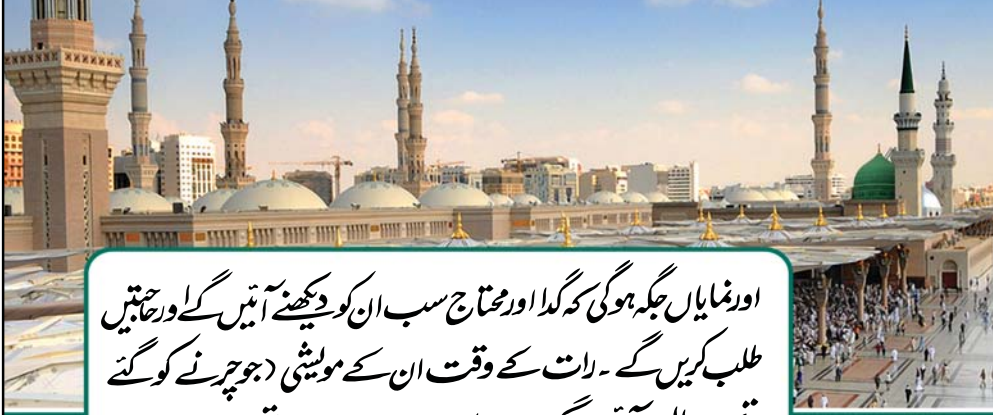 اور نمایاں جگہ ہوگی کہ گدا اور محتاج سب ان کو دیکھنے آئیں گے اور حاجتیں
طلب کریں گے ۔ رات کے وقت ان کے مویشی (جو چرنے کو گئے